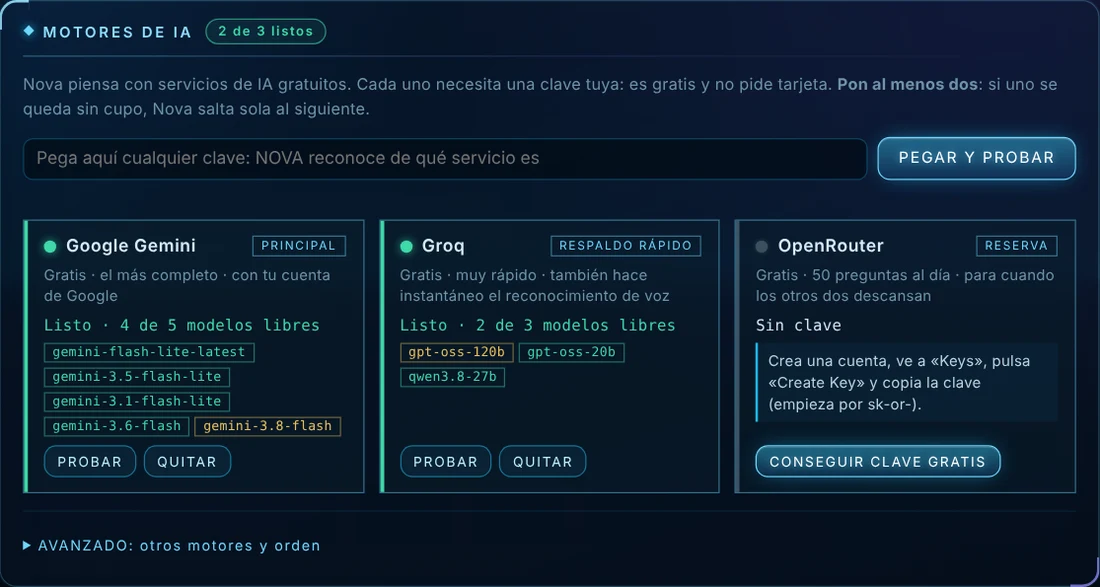 MOTORES DE IA
2 de 3 listos
Nova piensa con servicios de IA gratuitos. Cada uno necesita una clave tuya: es gratis y no pide tarjeta. Pon al menos dos: si uno se
queda sin cupo, Nova salta sola al siguiente.
Pega aquí cualquier clave: NOVA reconoce de qué servicio es
PEGAR Y PROBAR
Google Gemini
PRINCIPAL
Gratis · el más completo · con tu cuenta
de Google
Listo · 4 de 5 modelos libres
gemini-flash-lite-latest
gemini-3.5-flash-lite
gemini-3.1-flash-lite
gemini-3.6-flash
gemini-3.8-flash
PROBAR
QUITAR
Groq
RESPALDO RÁPIDO
Gratis · muy rápido · también hace
instantáneo el reconocimiento de voz
Listo · 2 de 3 modelos libres
gpt-oss-120b
gpt-oss-20b
qwen3.8-27b
PROBAR
QUITAR
OpenRouter
RESERVA
Gratis · 50 preguntas al día · para cuando
los otros dos descansan
Sin clave
Crea una cuenta, ve a «Keys», pulsa
«Create Key» y copia la clave
(empieza por sk-or-).
CONSEGUIR CLAVE GRATIS
AVANZADO: otros motores y orden